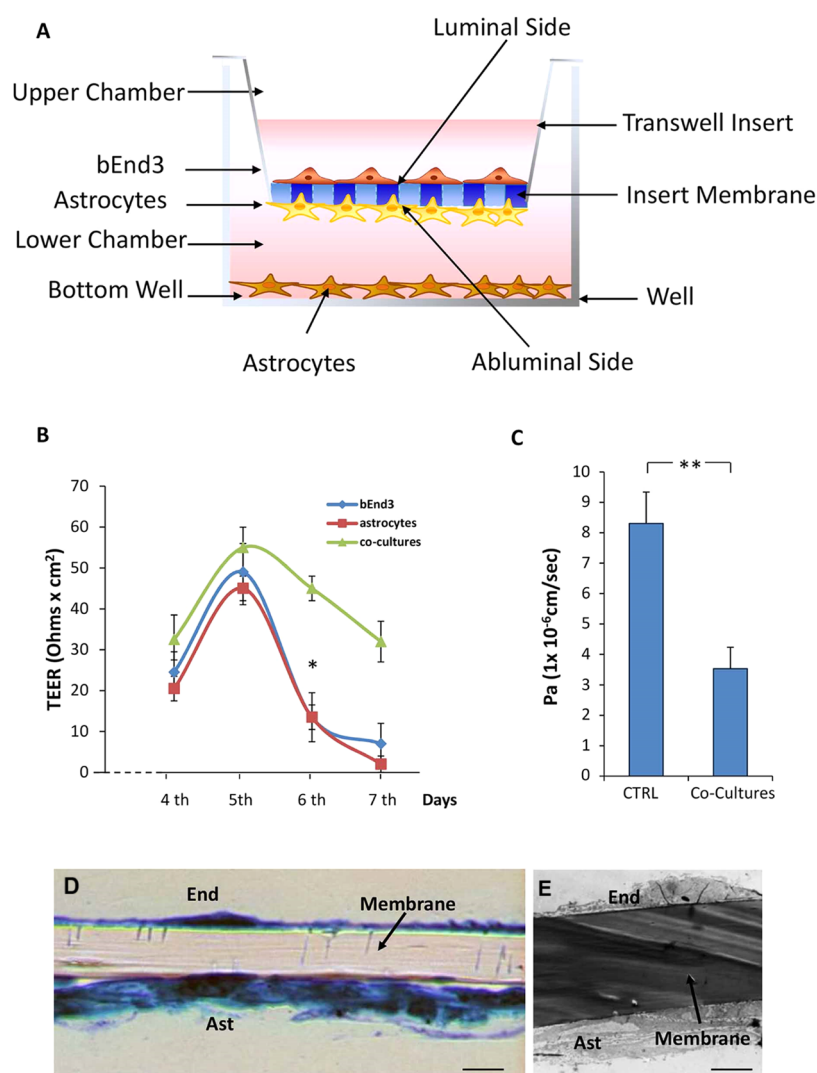 A
Luminal Side
Upper Chamber
Transwell Insert
bEnd3
Astrocytes
Insert Membrane
Lower Chamber
Bottom Well
Well
Astrocytes
Abluminal Side
B
70
60
50
40
30
20
10
0
TEER (Ohms x cm²)
bEnd3
astrocytes
co-cultures
*
4 th 5th 6 th 7 th Days
C
**
10
9
8
7
6
5
4
3
2
1
0
Pa (1x 10⁻⁶cm/sec)
CTRL Co-Cultures
D
End
Membrane
Ast
E
End
Membrane
Ast